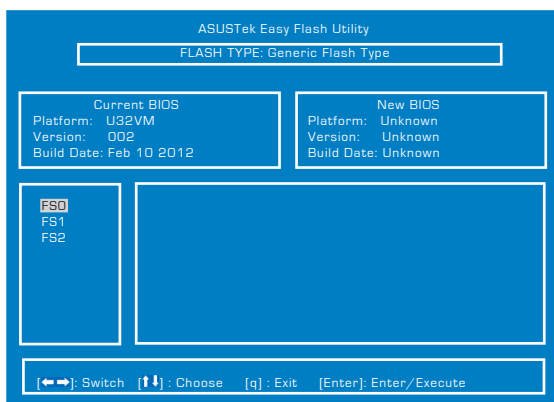 ASUSTek Easy Flash Utility
FLASH TYPE: Generic Flash Type
Current BIOS
Platform: U32VM
Version: 002
Build Date: Feb 10 2012
New BIOS
Platform: Unknown
Version: Unknown
Build Date: Unknown
FS0
FS1
FS2
[⬅➡]: Switch [⬆⬇] : Choose [q] : Exit [Enter]: Enter/Execute